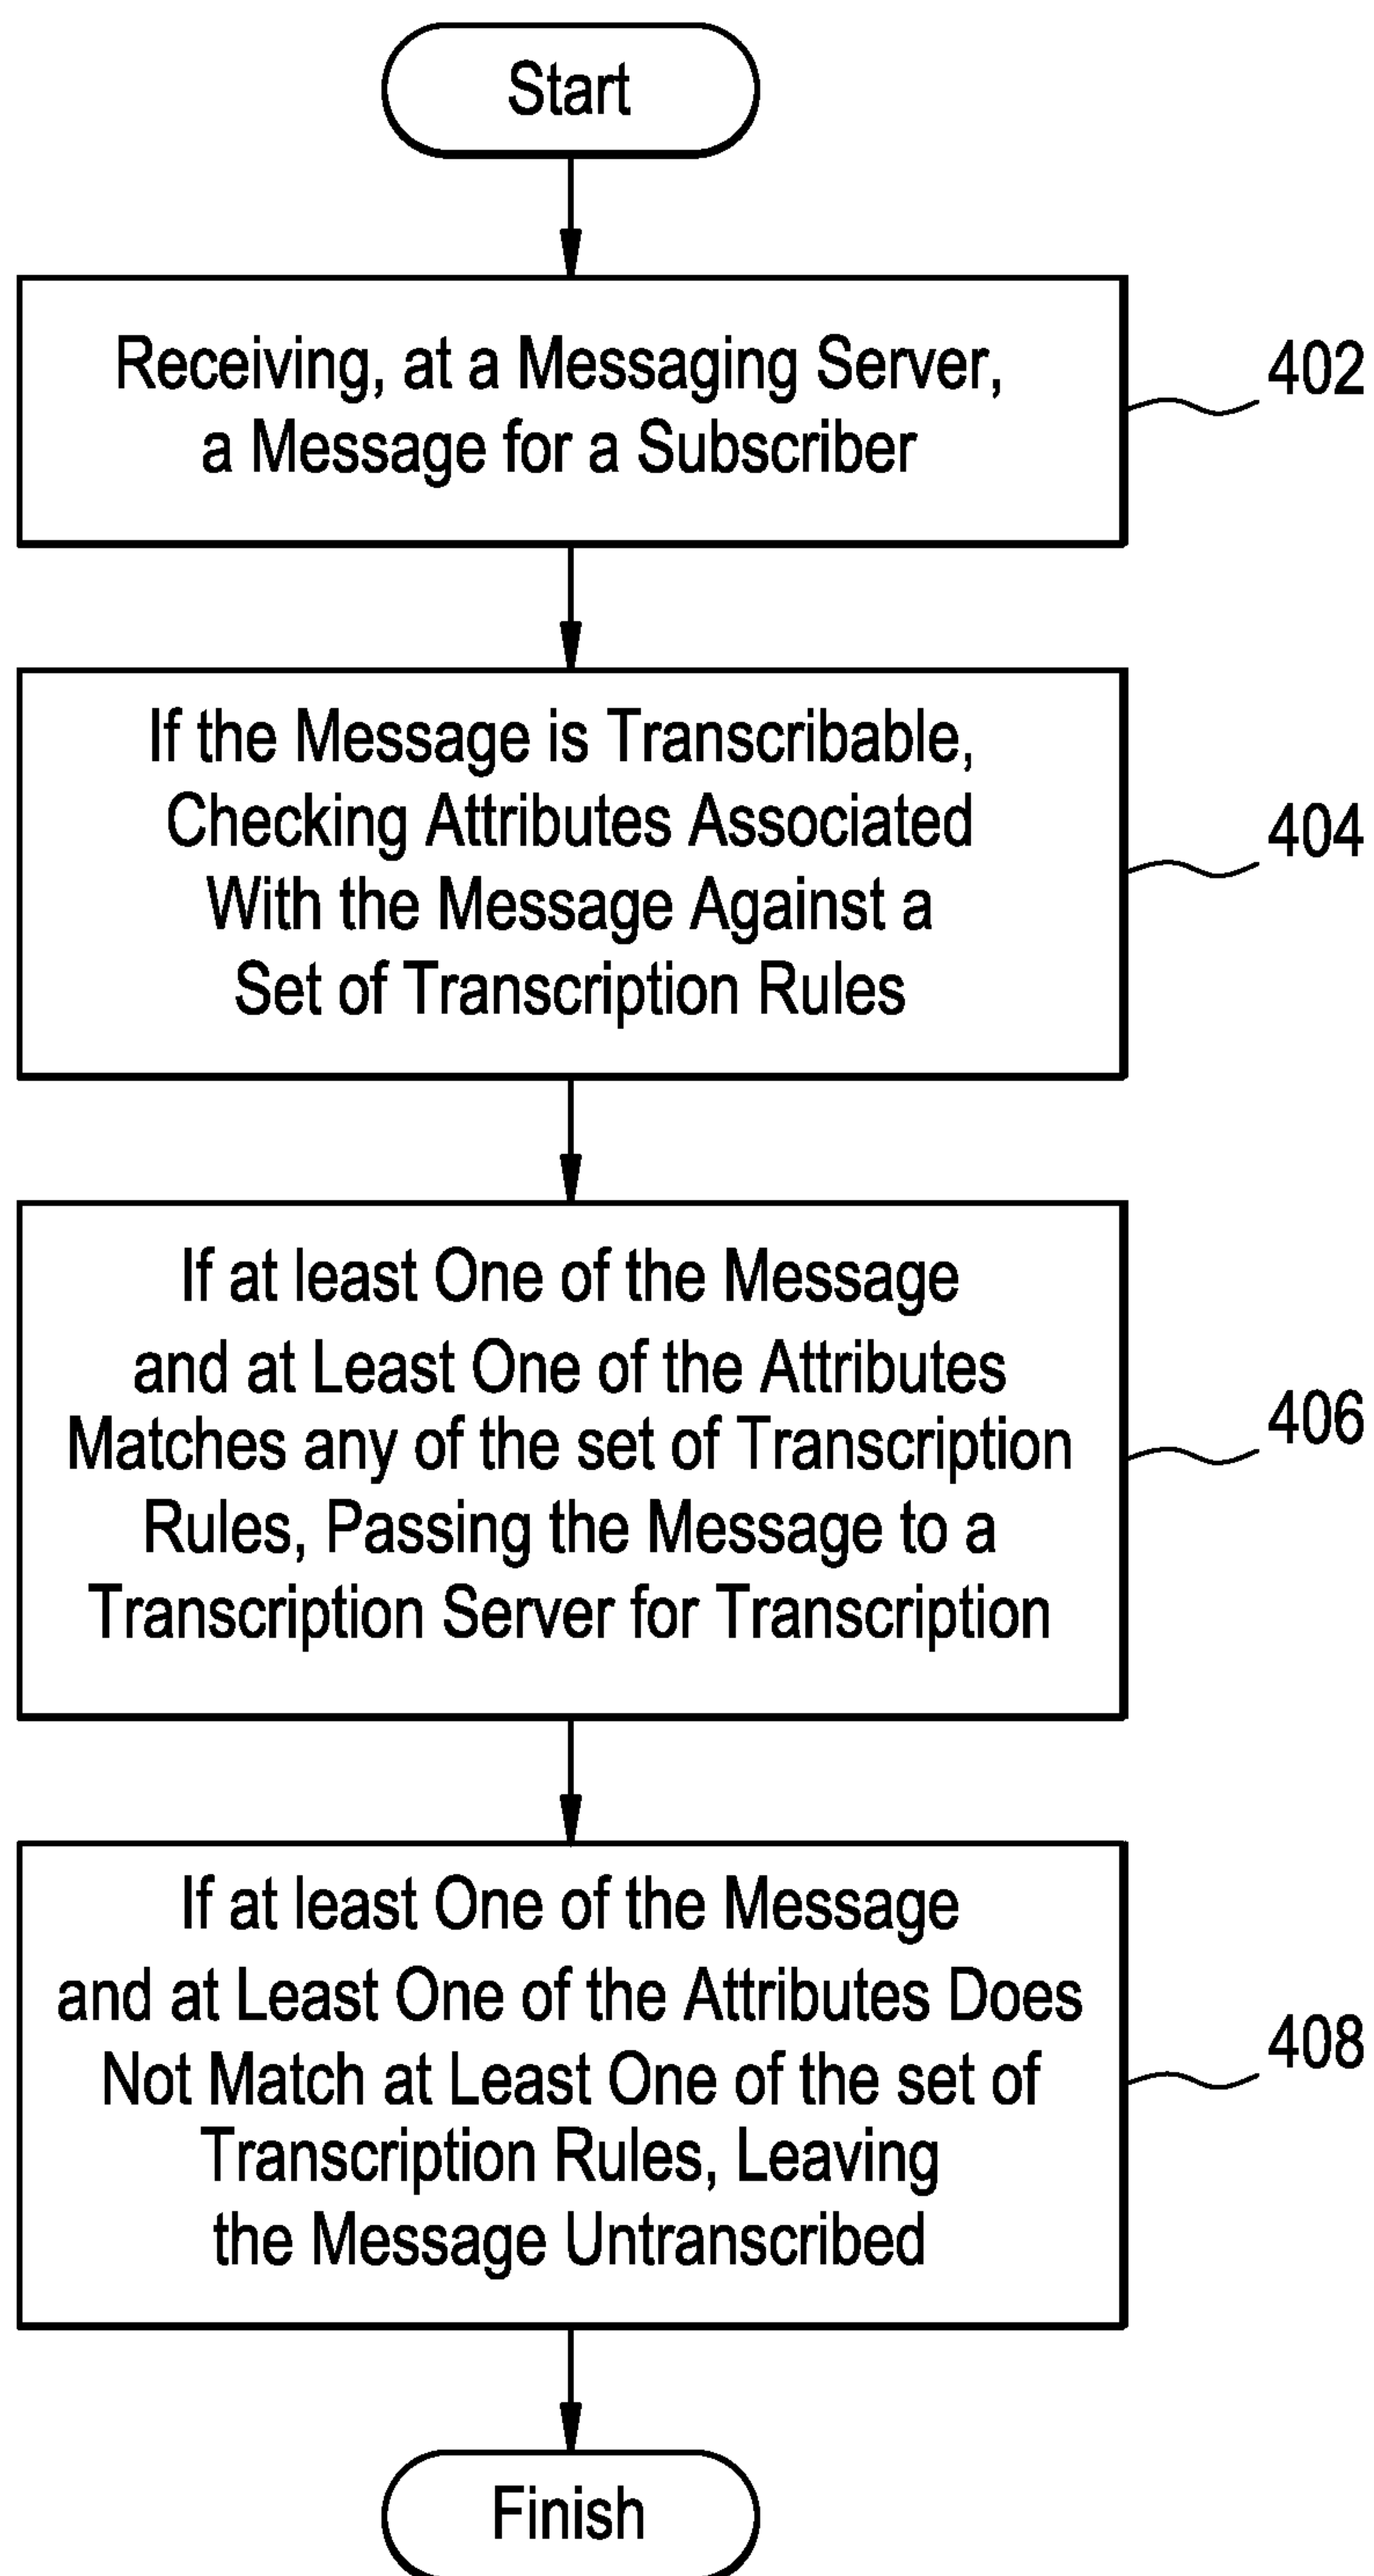 Start
Receiving, at a Messaging Server,
a Message for a Subscriber
402
If the Message is Transcribable,
Checking Attributes Associated
With the Message Against a
Set of Transcription Rules
404
If at least One of the Message
and at Least One of the Attributes
Matches any of the set of Transcription
Rules, Passing the Message to a
Transcription Server for Transcription
406
If at least One of the Message
and at Least One of the Attributes Does
Not Match at Least One of the set of
Transcription Rules, Leaving
the Message Untranscribed
408
Finish